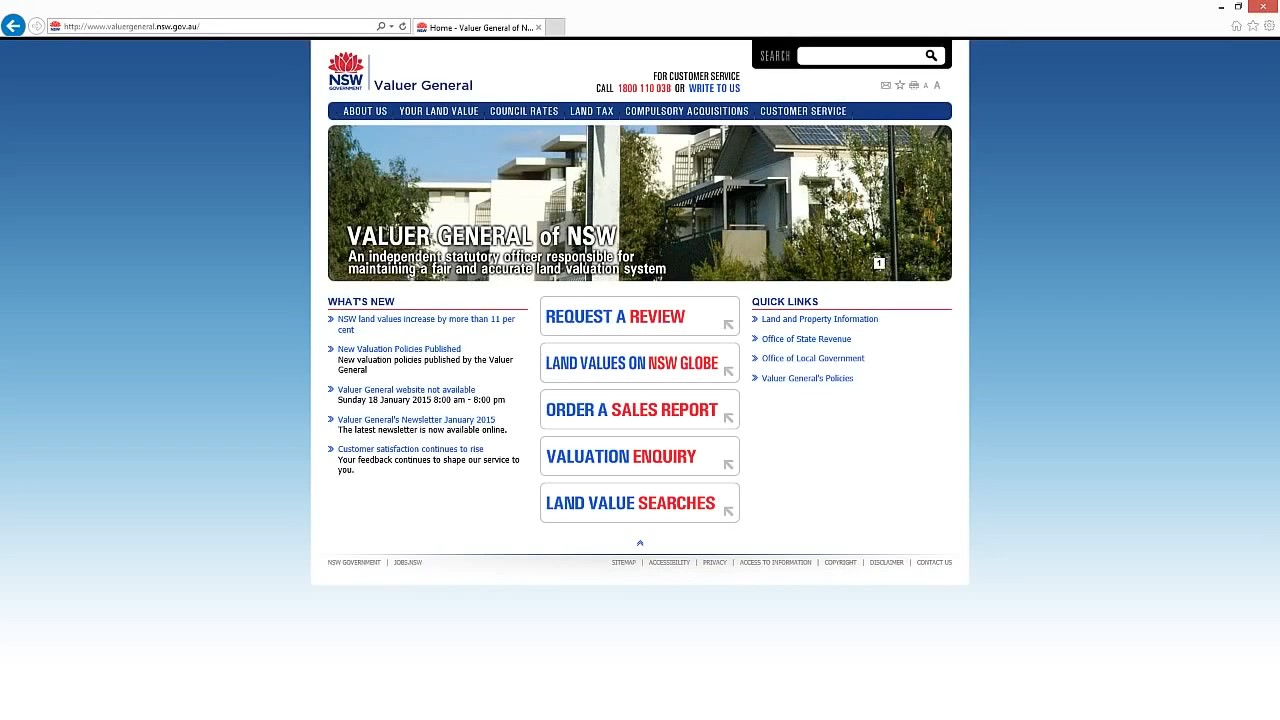 http://www.valuergeneral.nsw.gov.au/
Home - Valuer General of N...
SEARCH
NSW
GOVERNMENT
Valuer General
FOR CUSTOMER SERVICE
CALL 1800 110 038 OR WRITE TO US
A A
ABOUT US YOUR LAND VALUE COUNCIL RATES LAND TAX COMPULSORY ACQUISITIONS CUSTOMER SERVICE
VALUER GENERAL of NSW
An independent statutory officer responsible for
maintaining a fair and accurate land valuation system
1
WHAT'S NEW
NSW land values increase by more than 11 per
cent
New Valuation Policies Published
New valuation policies published by the Valuer
General
Valuer General website not available
Sunday 18 January 2015 8:00 am - 8:00 pm
Valuer General's Newsletter January 2015
The latest newsletter is now available online.
Customer satisfaction continues to rise
Your feedback continues to shape our service to
you.
REQUEST A REVIEW
LAND VALUES ON NSW GLOBE
ORDER A SALES REPORT
VALUATION ENQUIRY
LAND VALUE SEARCHES
QUICK LINKS
Land and Property Information
Office of State Revenue
Office of Local Government
Valuer General's Policies
NSW GOVERNMENT | JOBS.NSW
SITEMAP | ACCESSIBILITY | PRIVACY | ACCESS TO INFORMATION | COPYRIGHT | DISCLAIMER | CONTACT US